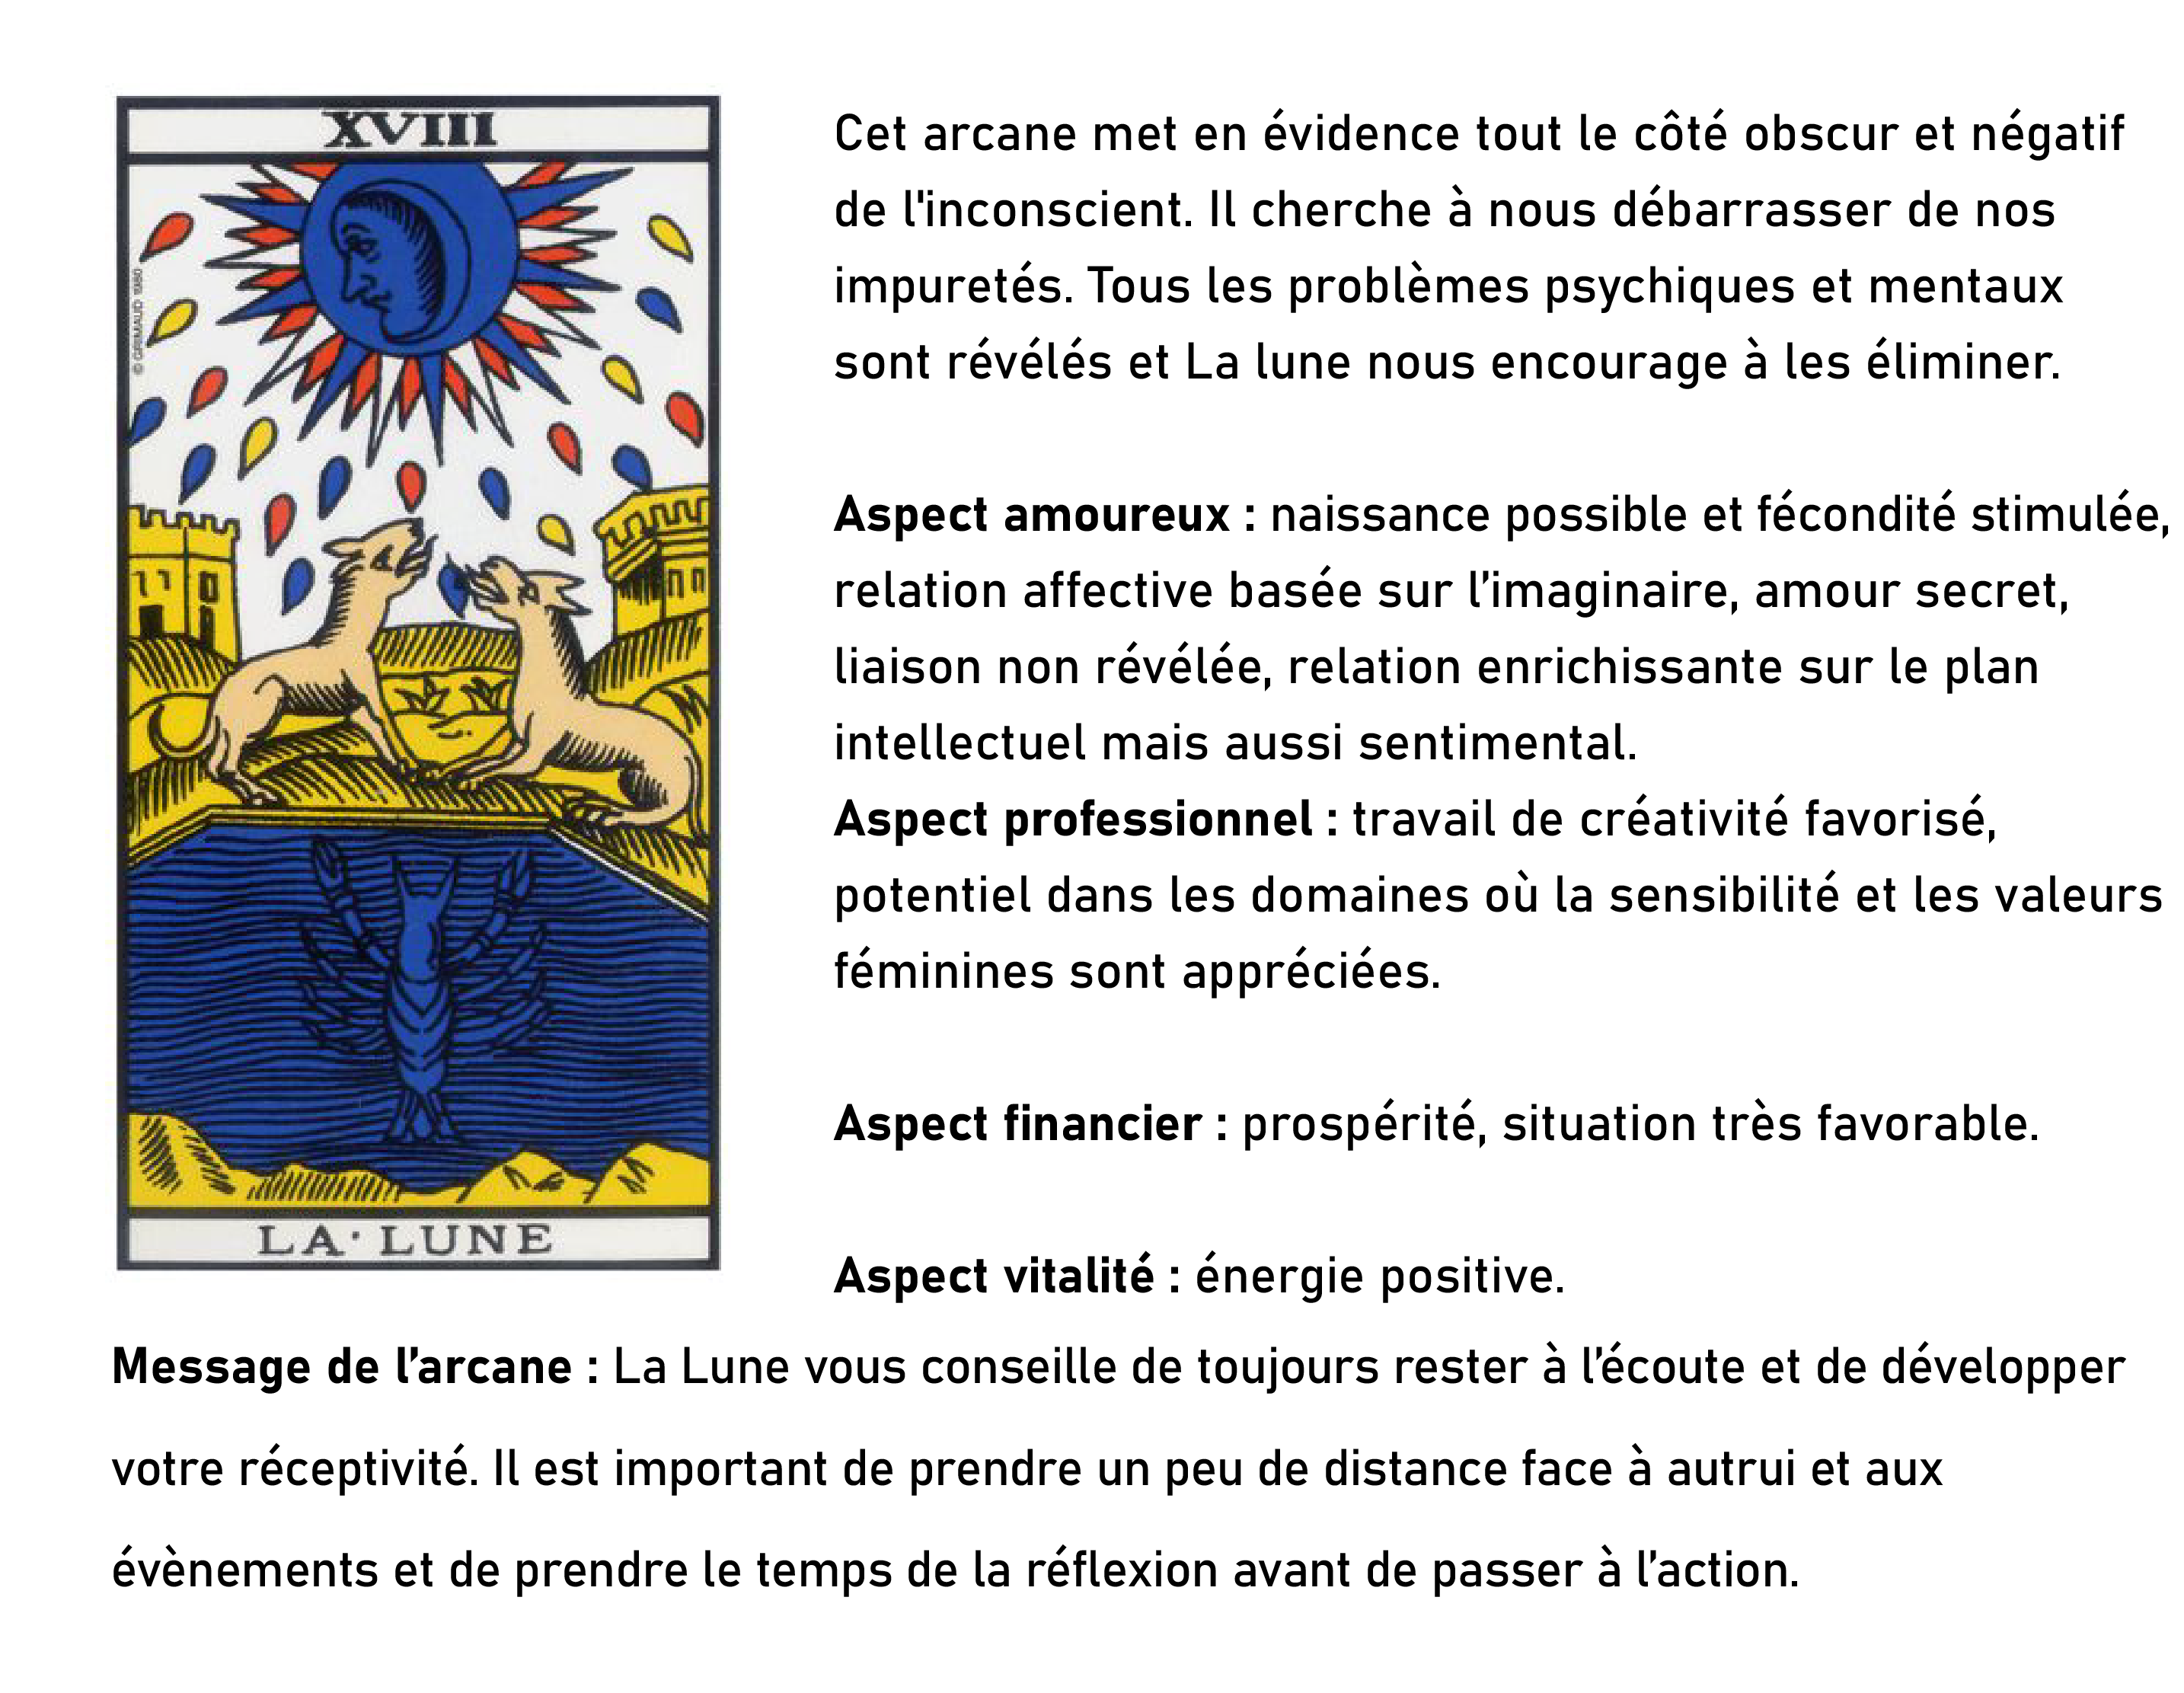 XVIII
© GRIMAUD 1980
LA · LUNE
Cet arcane met en évidence tout le côté obscur et négatif
de l'inconscient. Il cherche à nous débarrasser de nos
impuretés. Tous les problèmes psychiques et mentaux
sont révélés et La lune nous encourage à les éliminer.
Aspect amoureux : naissance possible et fécondité stimulée,
relation affective basée sur l’imaginaire, amour secret,
liaison non révélée, relation enrichissante sur le plan
intellectuel mais aussi sentimental.
Aspect professionnel : travail de créativité favorisé,
potentiel dans les domaines où la sensibilité et les valeurs
féminines sont appréciées.
Aspect financier : prospérité, situation très favorable.
Aspect vitalité : énergie positive.
Message de l’arcane : La Lune vous conseille de toujours rester à l’écoute et de développer
votre réceptivité. Il est important de prendre un peu de distance face à autrui et aux
évènements et de prendre le temps de la réflexion avant de passer à l’action.